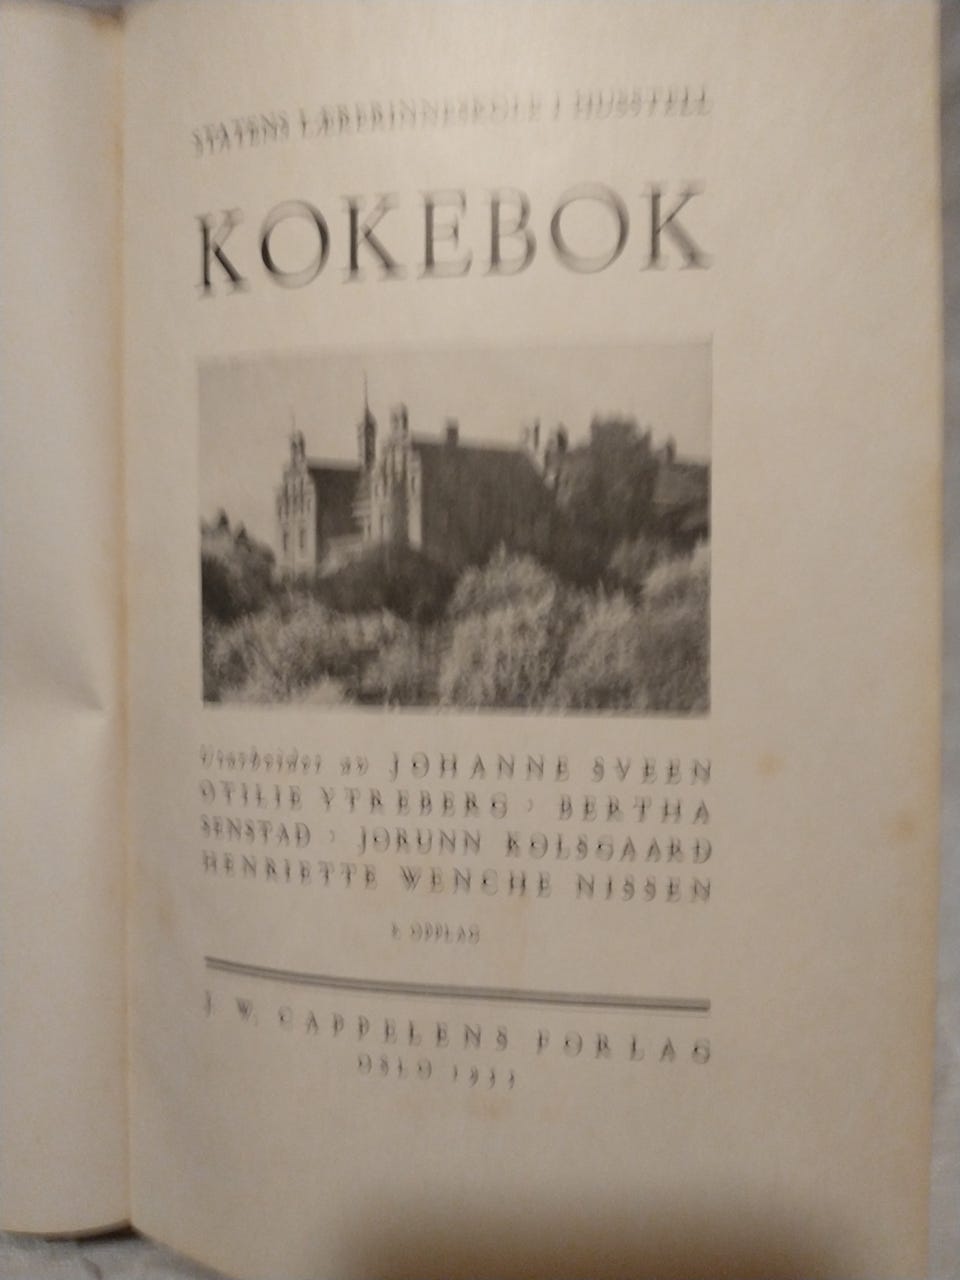 STATENS LÆRERINNESKOLE I HUSSTELL
KOKEBOK
Utarbeidet av JOHANNE SVEEN
OTILIE YTREBERG · BERTHA
SENSTAD · JORUNN KOLSGAARD
HENRIETTE WENCHE NISSEN
OPPLAG
J. W. CAPPELENS FORLAG
OSLO